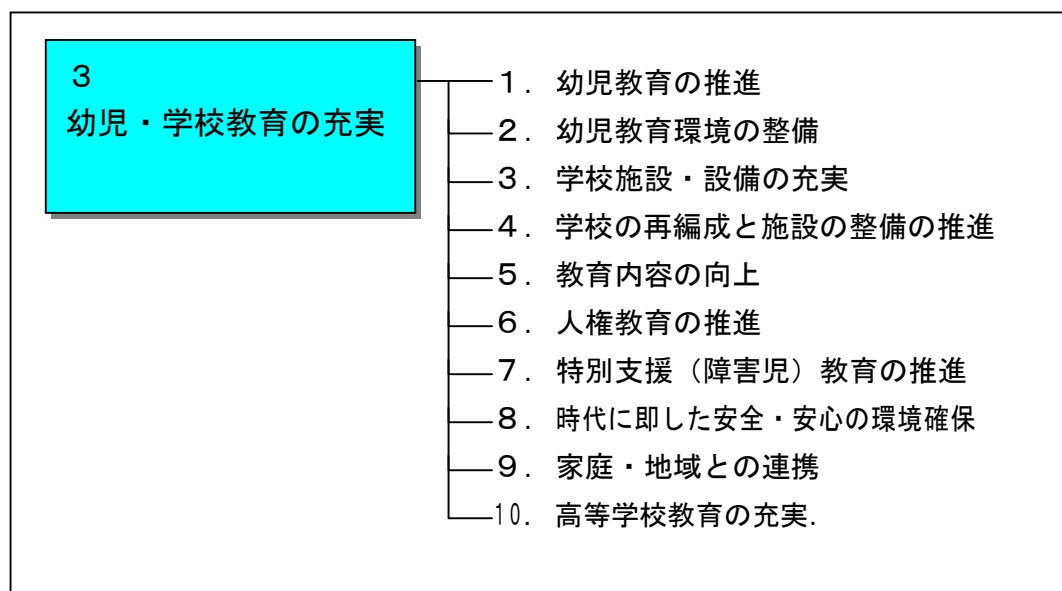 ３
幼児・学校教育の充実
１．幼児教育の推進
２．幼児教育環境の整備
３．学校施設・設備の充実
４．学校の再編成と施設の整備の推進
５．教育内容の向上
６．人権教育の推進
７．特別支援（障害児）教育の推進
８．時代に即した安全・安心の環境確保
９．家庭・地域との連携
10．高等学校教育の充実.